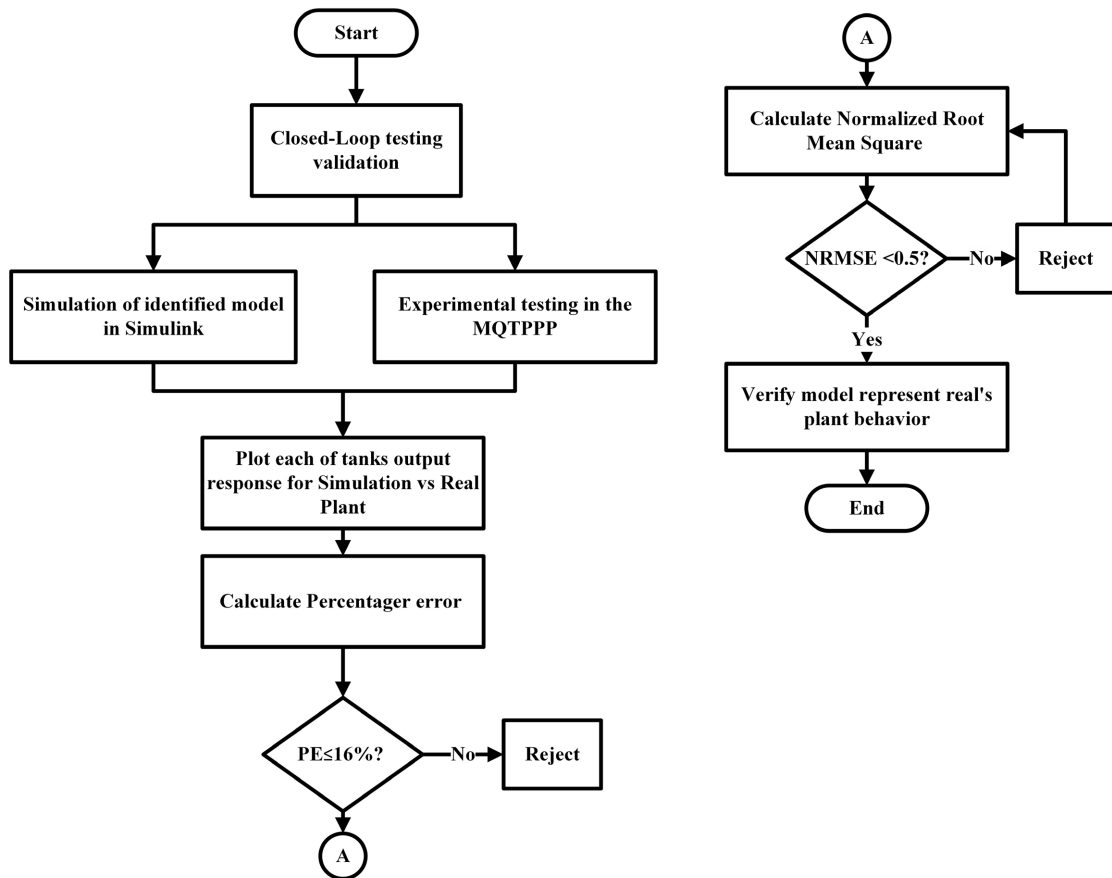 Start
Closed-Loop testing
validation
Simulation of identified model
in Simulink
Experimental testing in the
MQTPPP
Plot each of tanks output
response for Simulation vs Real
Plant
Calculate Percentager error
PE≤16%?
No
Reject
A
A
Calculate Normalized Root
Mean Square
NRMSE <0.5?
No
Reject
Yes
Verify model represent real's
plant behavior
End